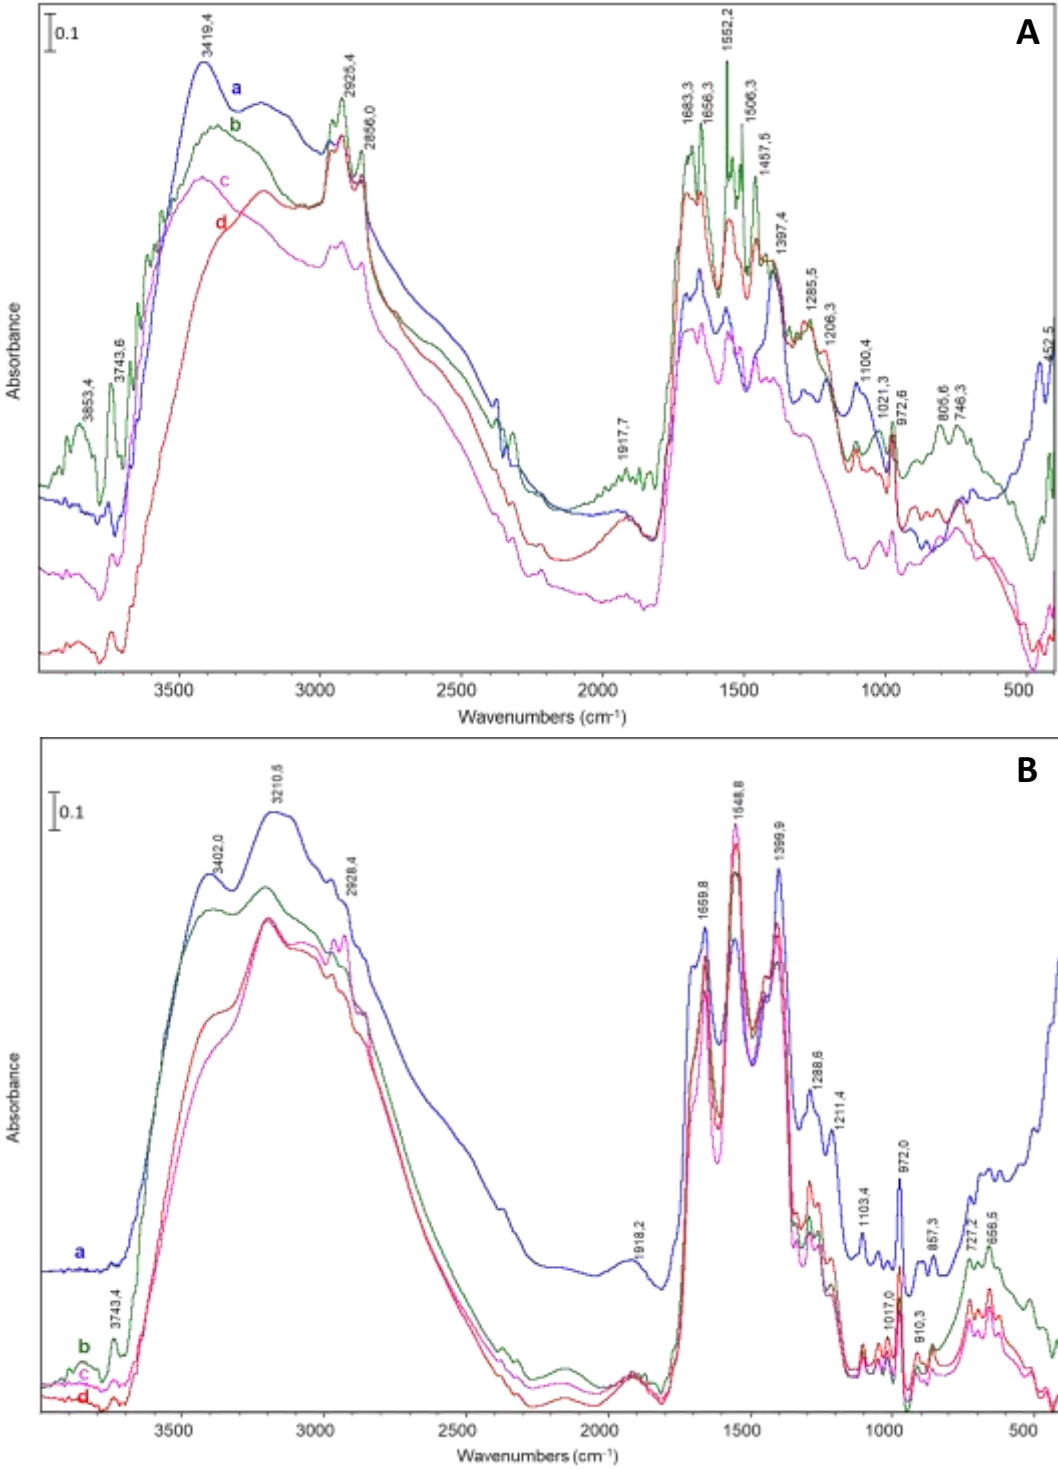 A
0.1
3419,4
a
b
c
d
2925,4
2856,0
3853,4
3743,6
1917,7
1683,3
1656,3
1552,2
1506,3
1457,5
1397,4
1285,5
1206,3
1100,4
1021,3
972,6
805,6
746,3
452,5
Absorbance
3500 3000 2500 2000 1500 1000 500
Wavenumbers (cm-1)
B
0.1
3402,0
3210,5
2928,4
a
3743,4
b
c
d
1918,2
1659,8
1548,8
1399,9
1288,6
1211,4
1103,4
1017,0
972,0
910,3
857,3
727,2
656,5
Absorbance
3500 3000 2500 2000 1500 1000 500
Wavenumbers (cm-1)